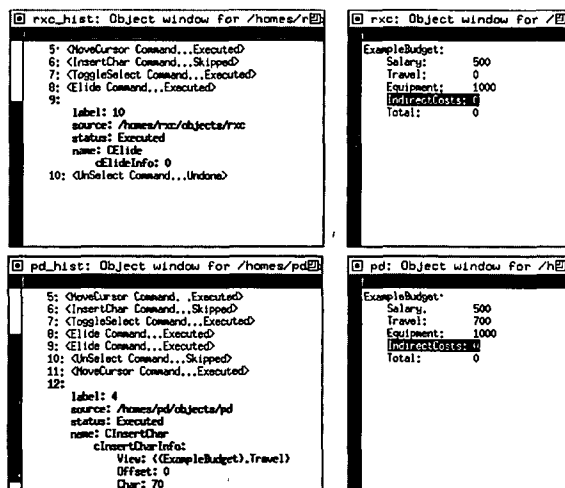 rxc_hist: Object window for /homes/r
5: <MoveCursor Command...Executed>
6: <InsertChar Command...Skipped>
7: <ToggleSelect Command...Executed>
8: <Elide Command...Executed>
9:
label: 10
source: /homes/rxc/objects/rxc
status: Executed
name: CElide
cElideInfo: 0
10: <UnSelect Command...Undone>
rxc: Object window for /
ExampleBudget:
Salary: 500
Travel: 0
Equipment: 1000
IndirectCosts: 0
Total: 0
pd_hist: Object window for /homes/pd
5: <MoveCursor Command. .Executed>
6: <InsertChar Command...Executed>
7: <ToggleSelect Command...Executed>
8: <Elide Command...Executed>
9: <Elide Command...Executed>
10: <UnSelect Command...Skipped>
11: <MoveCursor Command...Executed>
12:
label: 4
source: /homes/pd/objects/pd
status: Executed
name: CInsertChar
cInsertCharInfo:
View: ((ExampleBudget).Travel)
Offset: 0
Char: 70
pd: Object window for /h
ExampleBudget:
Salary. 500
Travel: 700
Equipment: 1000
IndirectCosts:
Total: 0